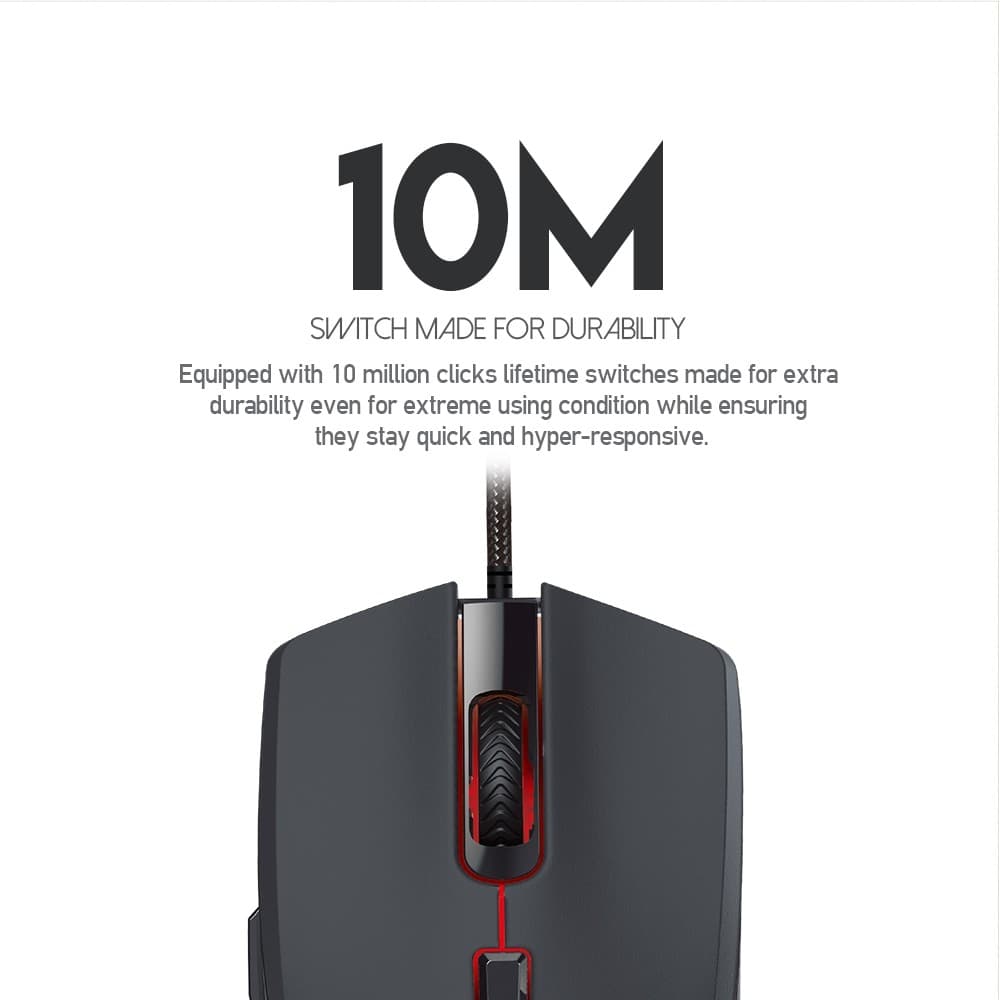 10M
SWITCH MADE FOR DURABILITY
Equipped with 10 million clicks lifetime switches made for extra
durability even for extreme using condition while ensuring
they stay quick and hyper-responsive.